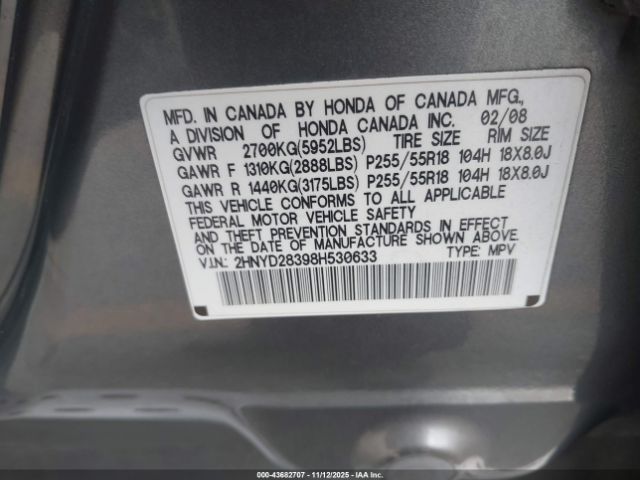 MFD. IN CANADA BY HONDA OF CANADA MFG.,
A DIVISION OF HONDA CANADA INC. 02/08
GVWR 2700KG(5952LBS) TIRE SIZE RIM SIZE
GAWR F 1310KG(2888LBS) P255/55R18 104H 18X8.0J
GAWR R 1440KG(3175LBS) P255/55R18 104H 18X8.0J
THIS VEHICLE CONFORMS TO ALL APPLICABLE
FEDERAL MOTOR VEHICLE SAFETY
AND THEFT PREVENTION STANDARDS IN EFFECT
ON THE DATE OF MANUFACTURE SHOWN ABOVE.
V.I.N.: 2HNYD28398H530633 TYPE: MPV
000-43682707 - 11/12/2025 - IAAI.com